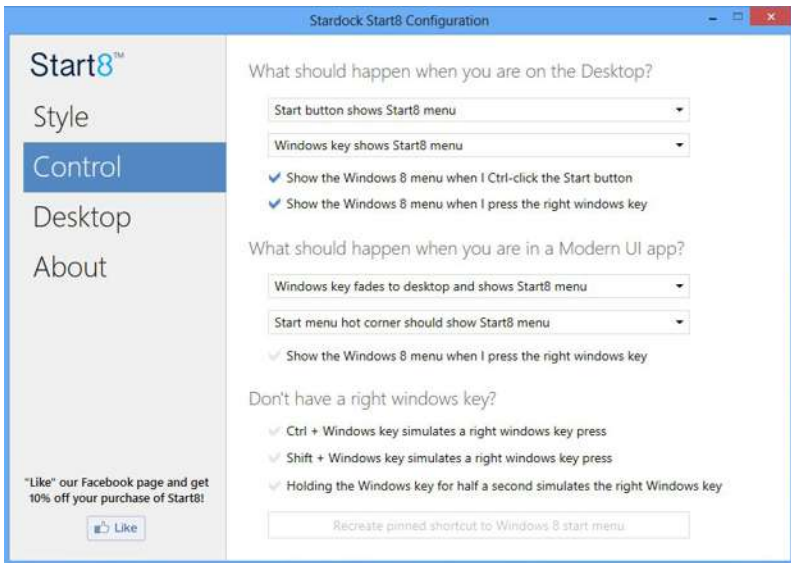 Stardock Start8 Configuration
Start8™
Style
Control
Desktop
About
"Like" our Facebook page and get
10% off your purchase of Start8!
Like
What should happen when you are on the Desktop?
Start button shows Start8 menu
Windows key shows Start8 menu
Show the Windows 8 menu when I Ctrl-click the Start button
Show the Windows 8 menu when I press the right windows key
What should happen when you are in a Modern UI app?
Windows key fades to desktop and shows Start8 menu
Start menu hot corner should show Start8 menu
Show the Windows 8 menu when I press the right windows key
Don't have a right windows key?
Ctrl + Windows key simulates a right windows key press
Shift + Windows key simulates a right windows key press
Holding the Windows key for half a second simulates the right Windows key
Recreate pinned shortcut to Windows 8 start menu